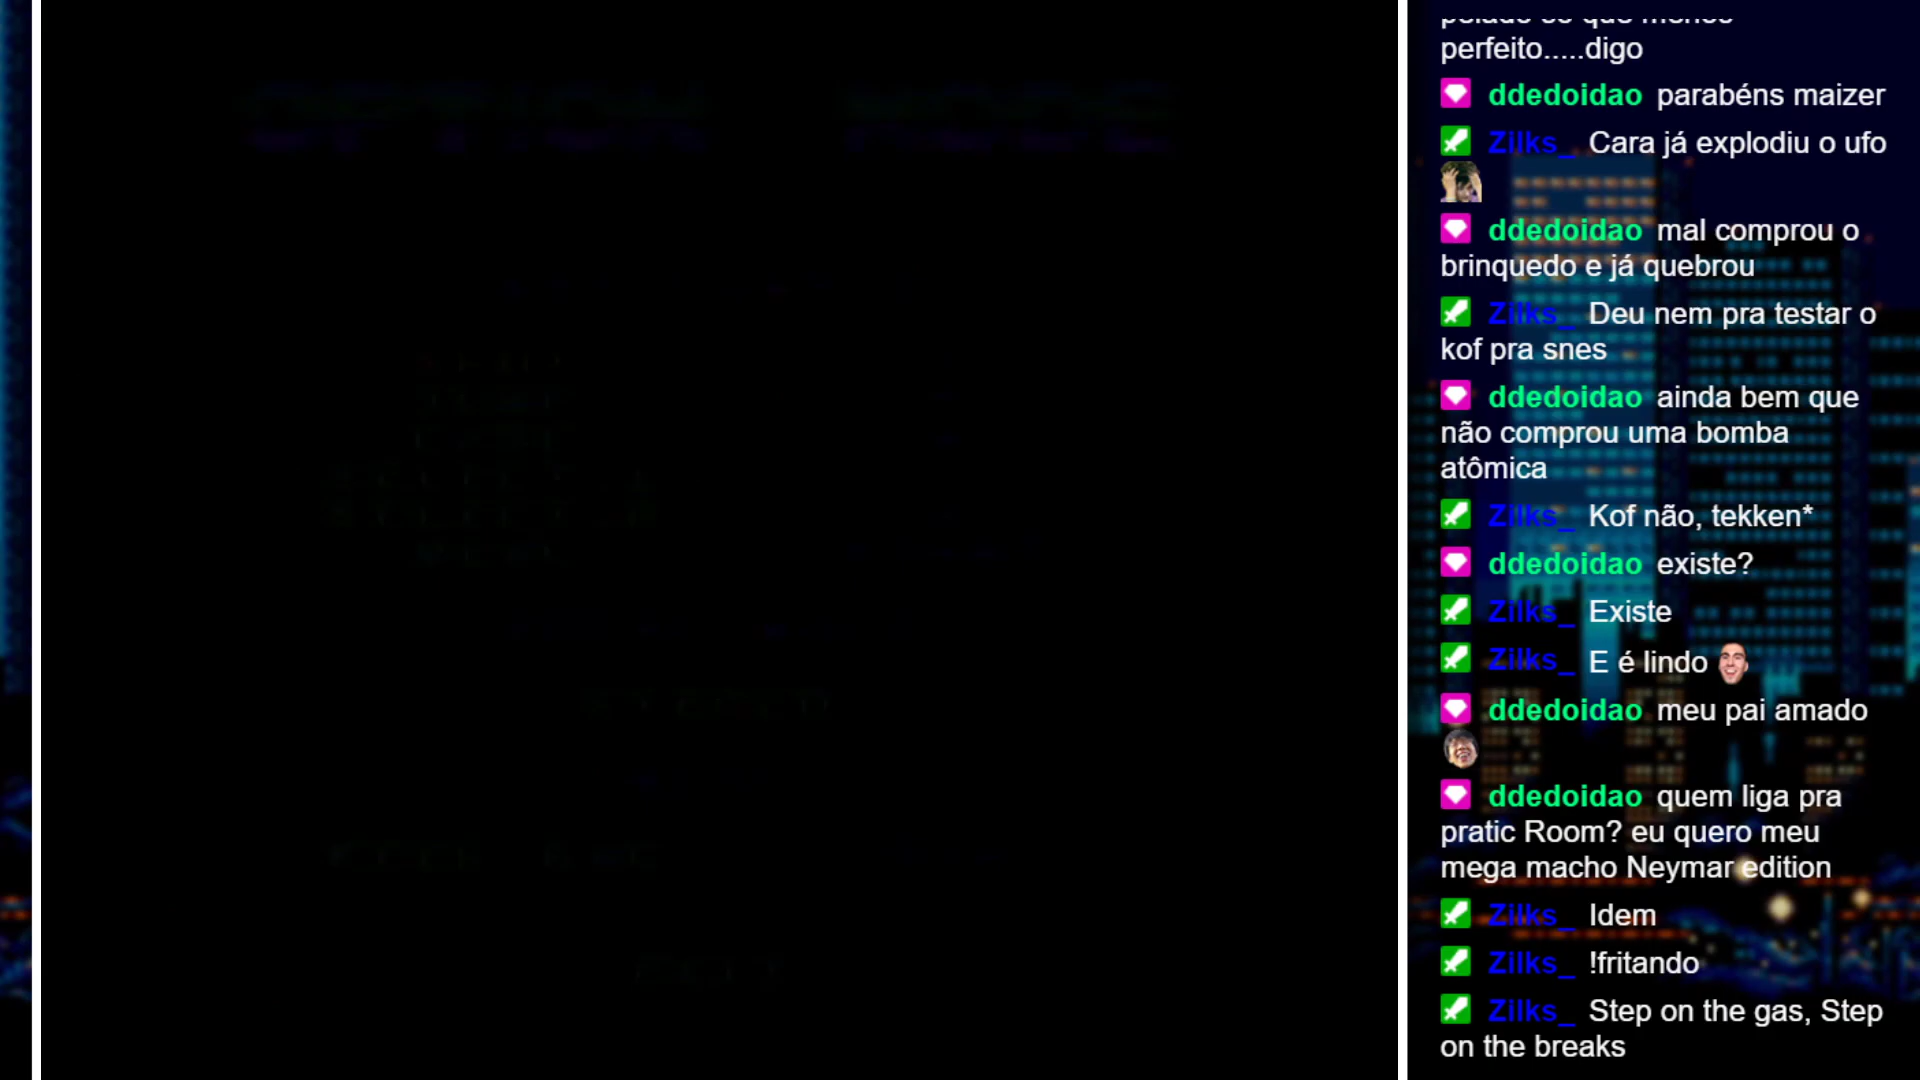 OPTION MODE
perfeito.....digo
ddedoidao parabéns maizer
Zilks_ Cara já explodiu o ufo
ddedoidao mal comprou o
brinquedo e já quebrou
Zilks_ Deu nem pra testar o
kof pra snes
ddedoidao ainda bem que
não comprou uma bomba
atômica
Zilks_ Kof não, tekken*
ddedoidao existe?
Zilks_ Existe
Zilks_ E é lindo
ddedoidao meu pai amado
ddedoidao quem liga pra
pratic Room? eu quero meu
mega macho Neymar edition
Zilks_ Idem
Zilks_ !fritando
Zilks_ Step on the gas, Step
on the breaks